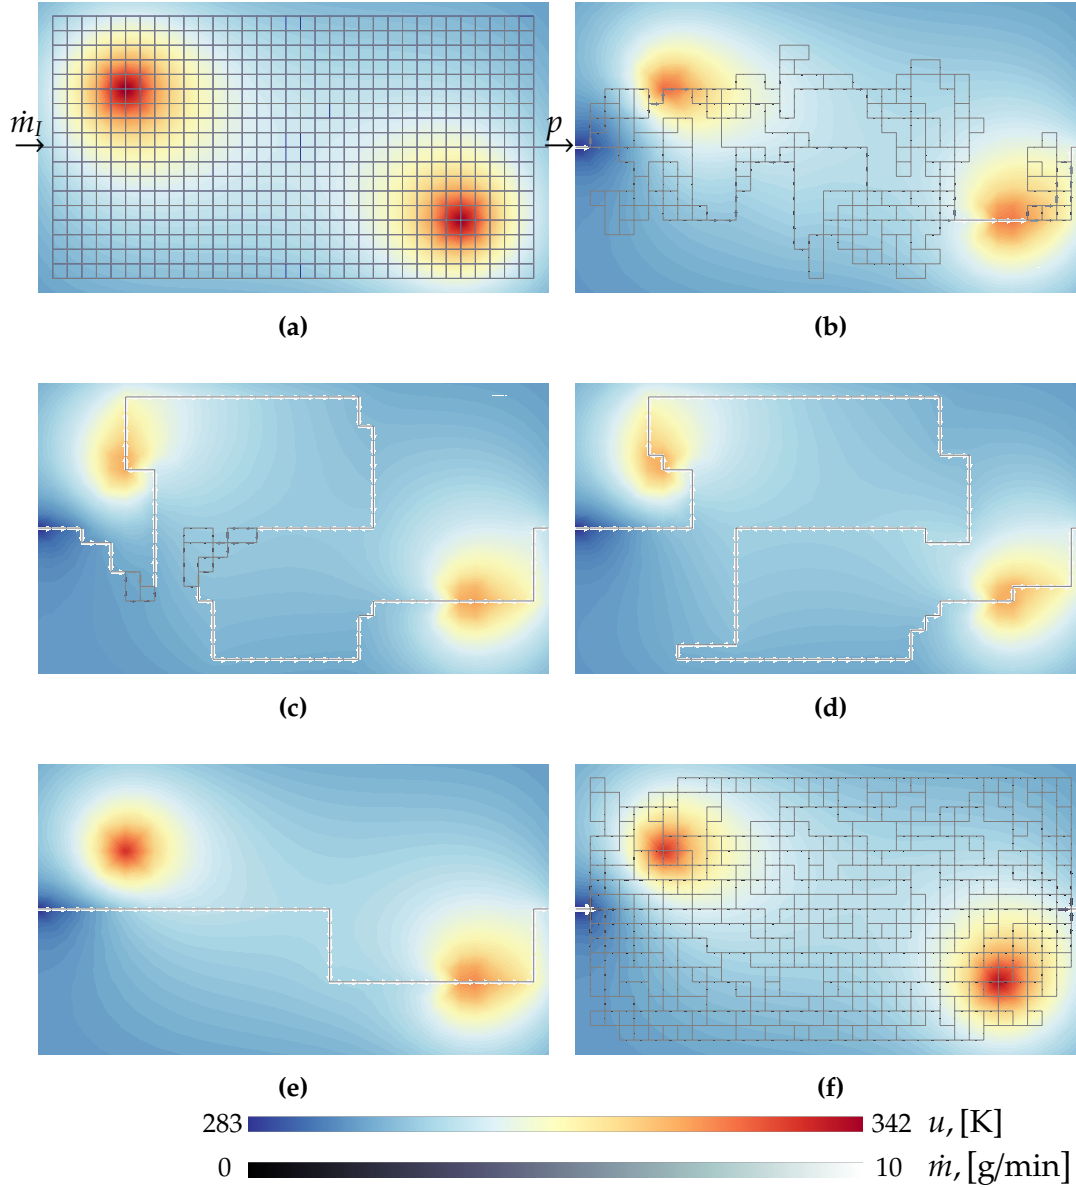 ṁ_I p
(a) (b)
(c) (d)
(e) (f)
283 342 u, [K]
0 10 ṁ, [g/min]